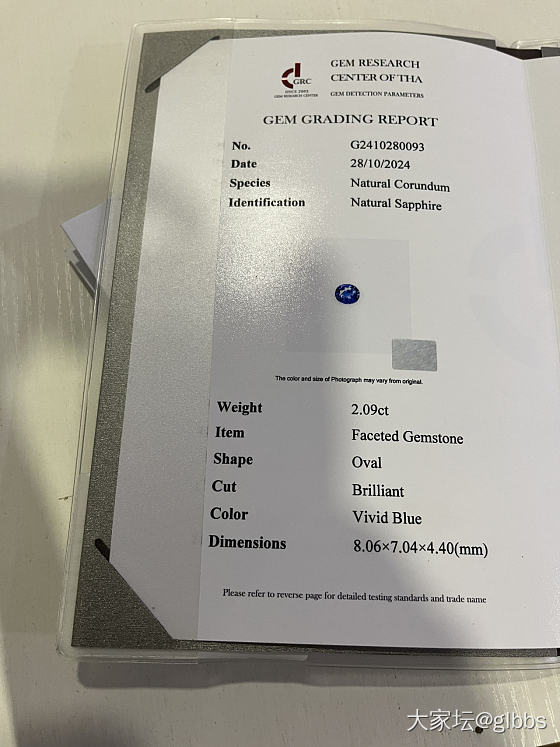 GRC
SINCE 2003
GEM RESEARCH CENTER
GEM RESEARCH
CENTER OF THA
GEM DETECTION PARAMETERS
GEM GRADING REPORT
No. G2410280093
Date 28/10/2024
Species Natural Corundum
Identification Natural Sapphire
The color and size of Photograph may vary from original.
Weight 2.09ct
Item Faceted Gemstone
Shape Oval
Cut Brilliant
Color Vivid Blue
Dimensions 8.06×7.04×4.40(mm)
Please refer to reverse page for detailed testing standards and trade name
大家坛@glbbs